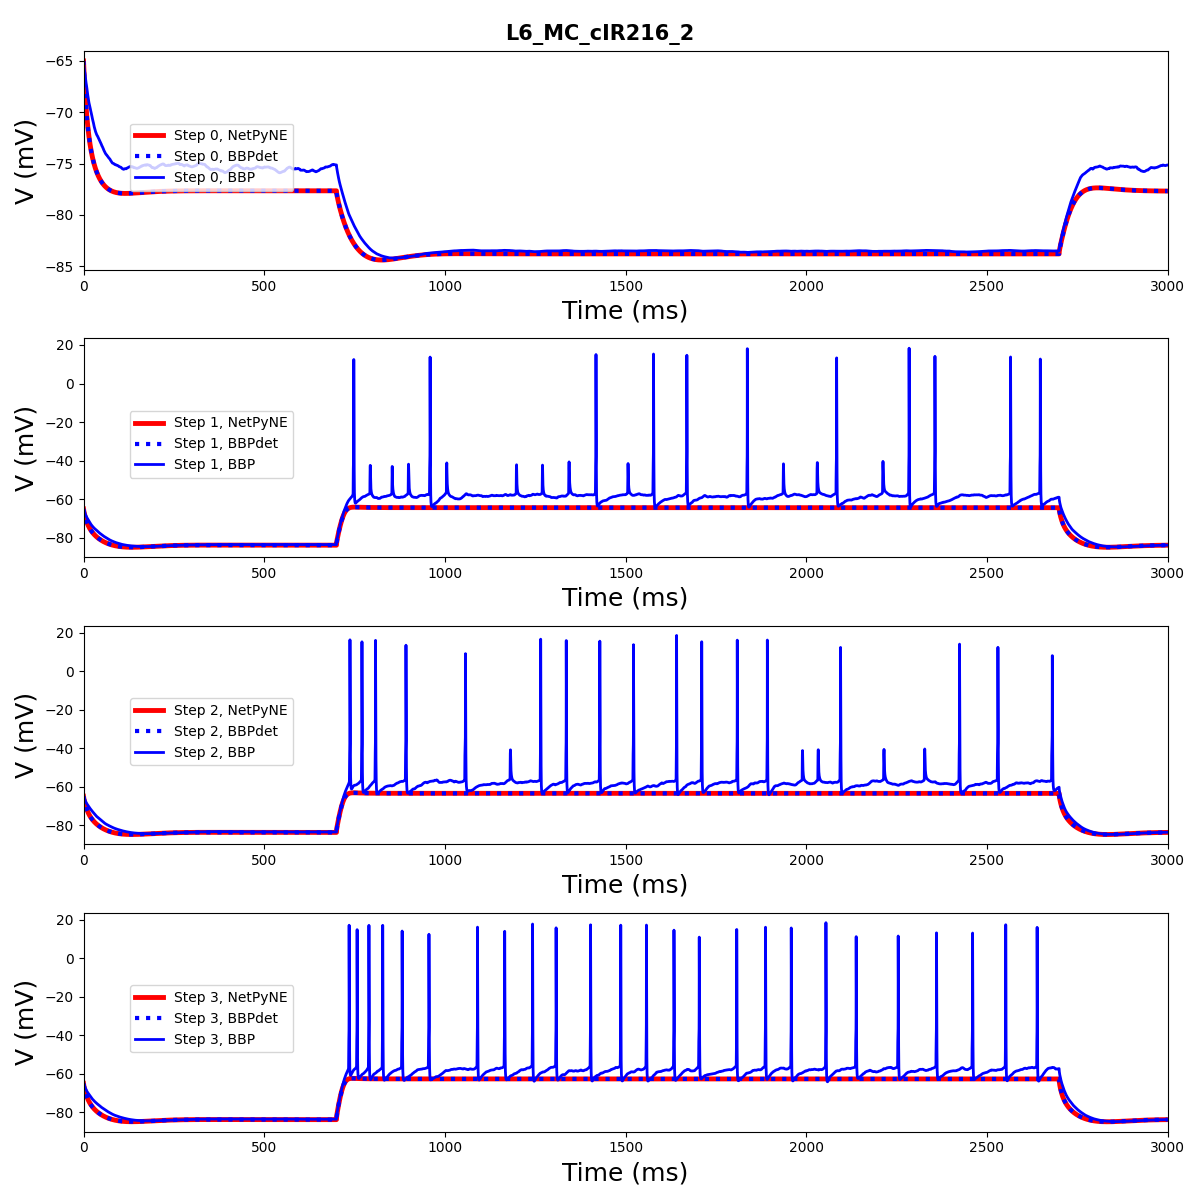 L6_MC_cIR216_2
−65
−70
−75
−80
−85
V (mV)
Step 0, NetPyNE
Step 0, BBPdet
Step 0, BBP
0 500 1000 1500 2000 2500 3000
Time (ms)
20
0
−20
−40
−60
−80
V (mV)
Step 1, NetPyNE
Step 1, BBPdet
Step 1, BBP
0 500 1000 1500 2000 2500 3000
Time (ms)
20
0
−20
−40
−60
−80
V (mV)
Step 2, NetPyNE
Step 2, BBPdet
Step 2, BBP
0 500 1000 1500 2000 2500 3000
Time (ms)
20
0
−20
−40
−60
−80
V (mV)
Step 3, NetPyNE
Step 3, BBPdet
Step 3, BBP
0 500 1000 1500 2000 2500 3000
Time (ms)